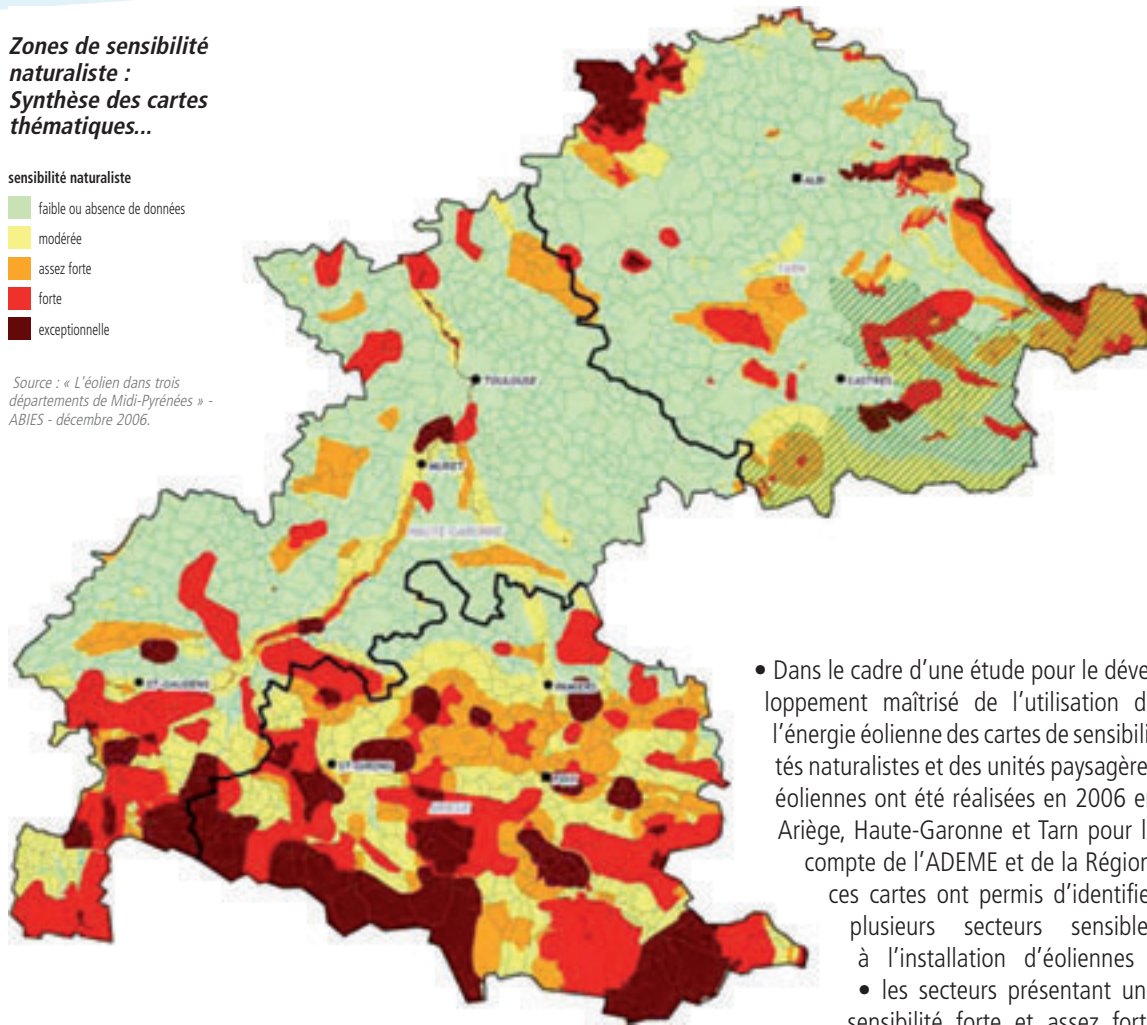 Zones de sensibilité
naturaliste :
Synthèse des cartes
thématiques...
sensibilité naturaliste
faible ou absence de données
modérée
assez forte
forte
exceptionnelle
Source : « L'éolien dans trois
départements de Midi-Pyrénées » -
ABIES - décembre 2006.
ALBI
TARN
TOULOUSE
CASTRES
MURET
HAUTE-GARONNE
ST-GAUDENS
PAMIERS
ST-GIRONS
FOIX
ARIEGE
• Dans le cadre d’une étude pour le déve
loppement maîtrisé de l’utilisation d
l’énergie éolienne des cartes de sensibili
tés naturalistes et des unités paysagère
éoliennes ont été réalisées en 2006 e
Ariège, Haute-Garonne et Tarn pour l
compte de l’ADEME et de la Région
ces cartes ont permis d’identifie
plusieurs secteurs sensible
à l’installation d’éoliennes
• les secteurs présentant un
sensibilité forte et assez fort